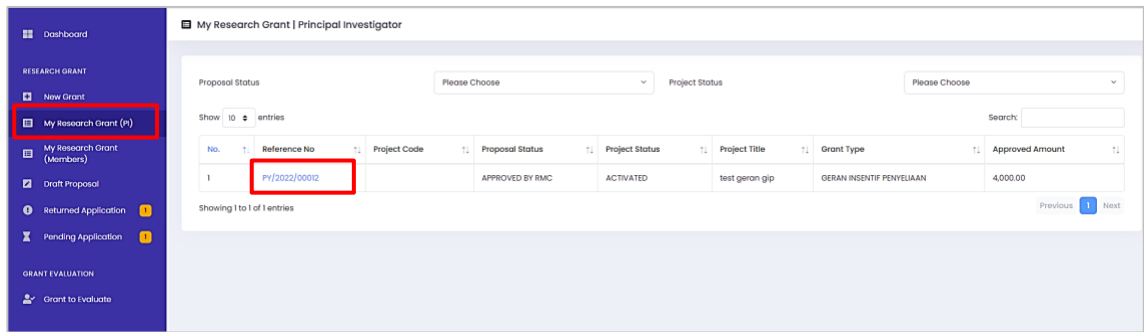 My Research Grant | Principal Investigator
Dashboard
RESEARCH GRANT
New Grant
My Research Grant (PI)
My Research Grant
(Members)
Draft Proposal
Returned Application 1
Pending Application 1
GRANT EVALUATION
Grant to Evaluate
Proposal Status Please Choose Project Status Please Choose
Show 10 entries Search:
No. Reference No Project Code Proposal Status Project Status Project Title Grant Type Approved Amount
1 PY/2022/00012 APPROVED BY RMC ACTIVATED test geran gip GERAN INSENTIF PENYELIAAN 4,000.00
Showing 1 to 1 of 1 entries Previous 1 Next